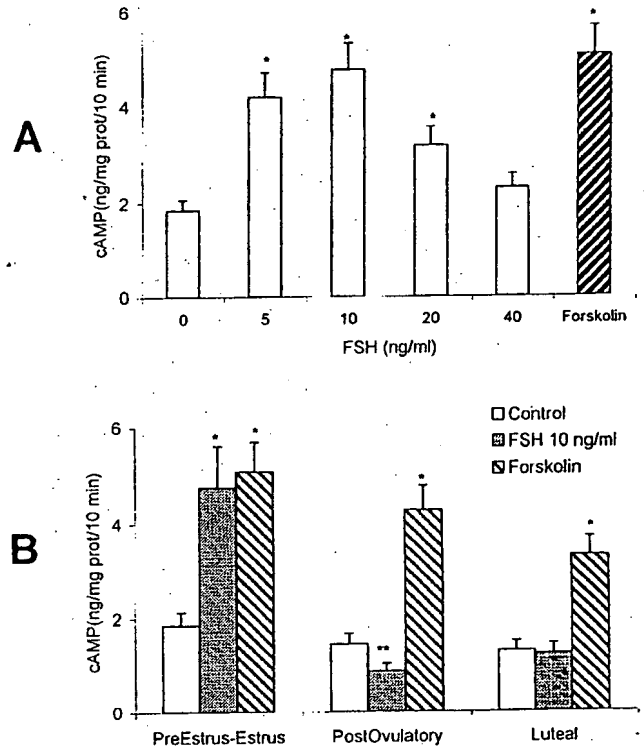 A
cAMP(ng/mg prot/10 min)
6
4
2
0
*
*
*
*
0 5 10 20 40 Forskolin
FSH (ng/ml)
B
cAMP(ng/mg prot/10 min)
6
4
2
0
Control
FSH 10 ng/ml
Forskolin
* *
** *
*
PreEstrus-Estrus PostOvulatory Luteal